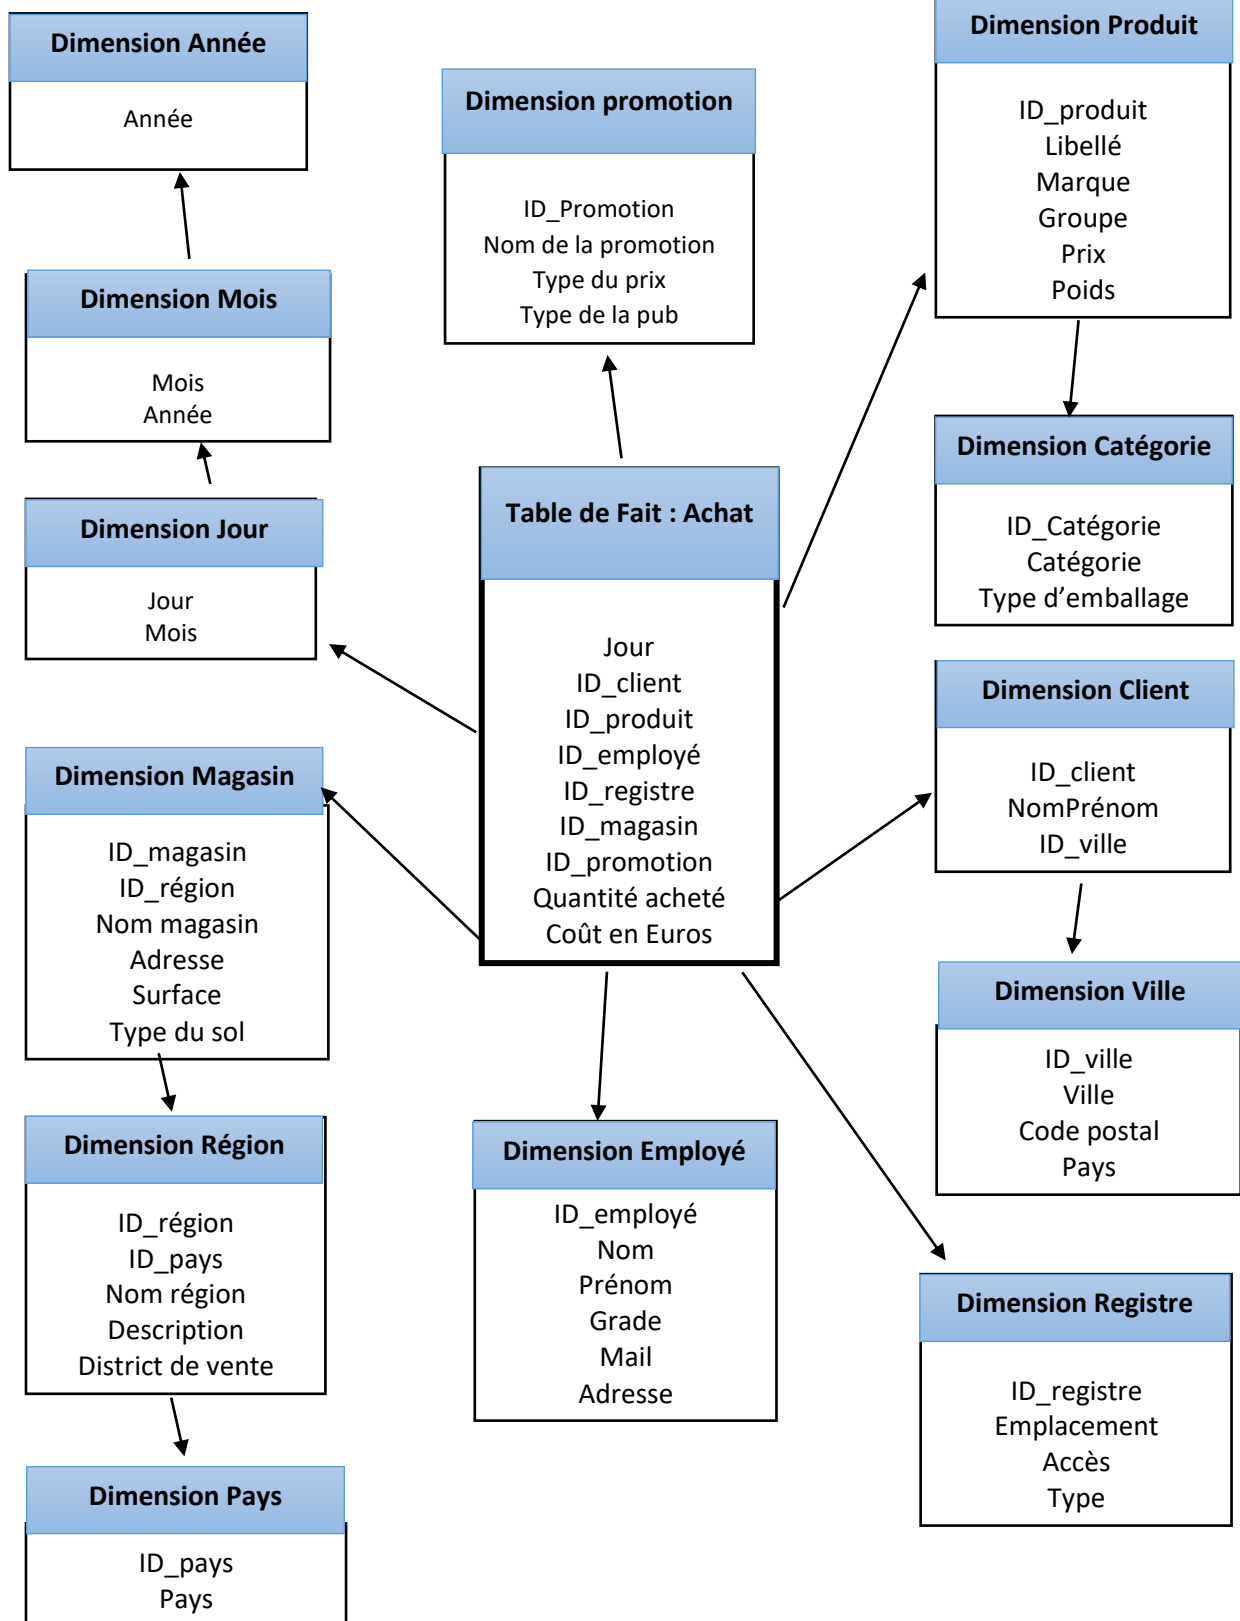 Dimension Année
Année
Dimension Mois
Mois
Année
Dimension Jour
Jour
Mois
Dimension Magasin
ID_magasin
ID_région
Nom magasin
Adresse
Surface
Type du sol
Dimension Région
ID_région
ID_pays
Nom région
Description
District de vente
Dimension Pays
ID_pays
Pays
Dimension promotion
ID_Promotion
Nom de la promotion
Type du prix
Type de la pub
Table de Fait : Achat
Jour
ID_client
ID_produit
ID_employé
ID_registre
ID_magasin
ID_promotion
Quantité acheté
Coût en Euros
Dimension Employé
ID_employé
Nom
Prénom
Grade
Mail
Adresse
Dimension Produit
ID_produit
Libellé
Marque
Groupe
Prix
Poids
Dimension Catégorie
ID_Catégorie
Catégorie
Type d’emballage
Dimension Client
ID_client
NomPrénom
ID_ville
Dimension Ville
ID_ville
Ville
Code postal
Pays
Dimension Registre
ID_registre
Emplacement
Accès
Type